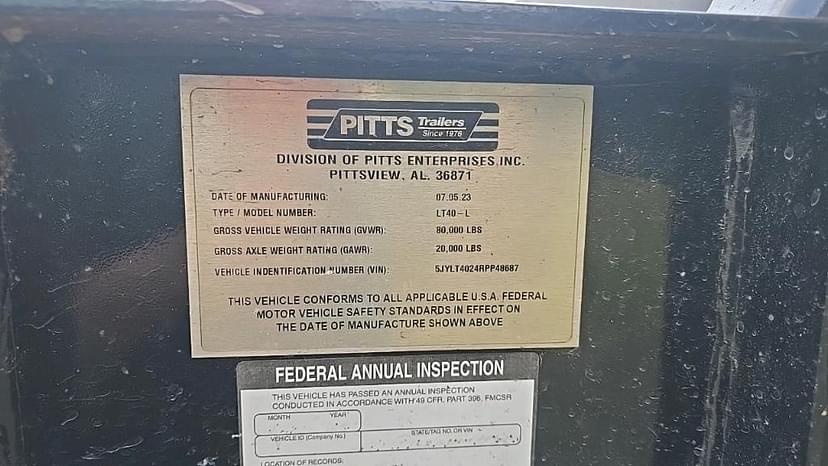 PITTS Trailers
Since 1976
DIVISION OF PITTS ENTERPRISES, INC.
PITTSVIEW, AL. 36871
DATE OF MANUFACTURING: 07.05.23
TYPE / MODEL NUMBER: LT40-L
GROSS VEHICLE WEIGHT RATING (GVWR): 80,000 LBS
GROSS AXLE WEIGHT RATING (GAWR): 20,000 LBS
VEHICLE INDENTIFICATION NUMBER (VIN): 5JYLT4024RPP48687
THIS VEHICLE CONFORMS TO ALL APPLICABLE U.S.A. FEDERAL
MOTOR VEHICLE SAFETY STANDARDS IN EFFECT ON
THE DATE OF MANUFACTURE SHOWN ABOVE
FEDERAL ANNUAL INSPECTION
THIS VEHICLE HAS PASSED AN ANNUAL INSPECTION
CONDUCTED IN ACCORDANCE WITH 49 CFR, PART 396, FMCSR
MONTH YEAR
VEHICLE ID (Company No.) STATE/TAG NO. OR VIN
LOCATION OF RECORDS: